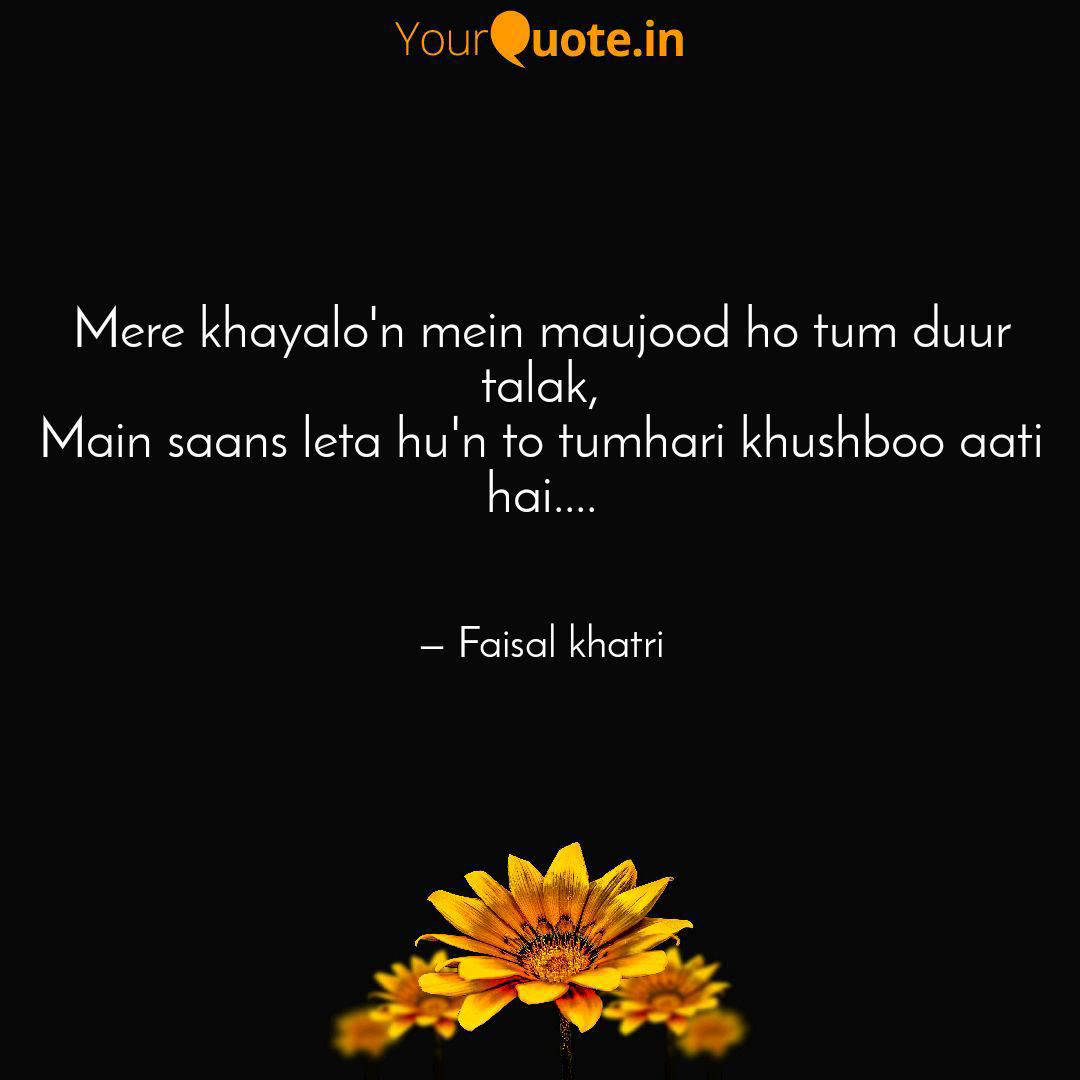 YourQuote.in
Mere khayalo'n mein maujood ho tum duur
talak,
Main saans leta hu'n to tumhari khushboo aati
hai....
– Faisal khatri